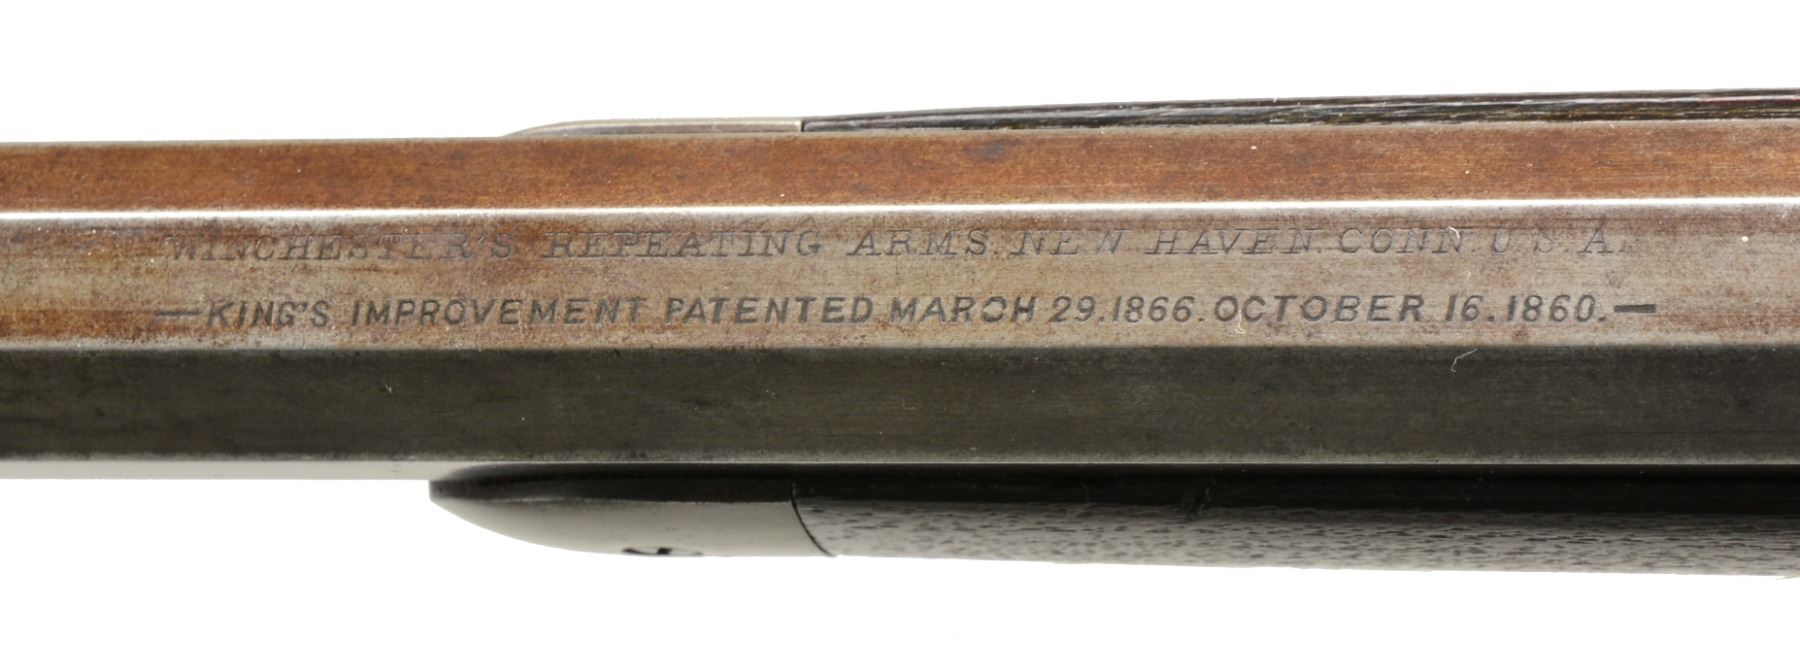 WINCHESTER'S REPEATING ARMS. NEW HAVEN. CONN. U.S.A.
—KING'S IMPROVEMENT PATENTED MARCH 29.1866. OCTOBER 16.1860.—